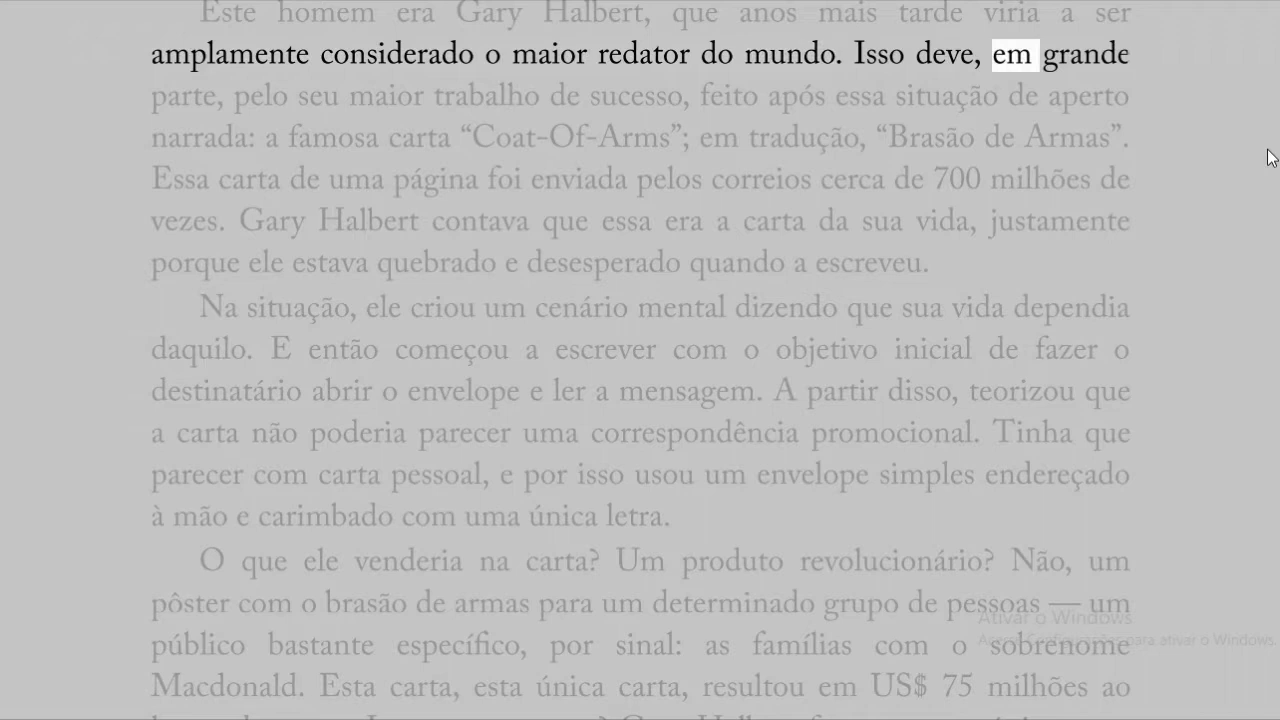 Este homem era Gary Halbert, que anos mais tarde viria a ser
amplamente considerado o maior redator do mundo. Isso deve, em grande
parte, pelo seu maior trabalho de sucesso, feito após essa situação de aperto
narrada: a famosa carta “Coat-Of-Arms”; em tradução, “Brasão de Armas”.
Essa carta de uma página foi enviada pelos correios cerca de 700 milhões de
vezes. Gary Halbert contava que essa era a carta da sua vida, justamente
porque ele estava quebrado e desesperado quando a escreveu.
Na situação, ele criou um cenário mental dizendo que sua vida dependia
daquilo. E então começou a escrever com o objetivo inicial de fazer o
destinatário abrir o envelope e ler a mensagem. A partir disso, teorizou que
a carta não poderia parecer uma correspondência promocional. Tinha que
parecer com carta pessoal, e por isso usou um envelope simples endereçado
à mão e carimbado com uma única letra.
O que ele venderia na carta? Um produto revolucionário? Não, um
pôster com o brasão de armas para um determinado grupo de pessoas — um
público bastante específico, por sinal: as famílias com o sobrenome
Macdonald. Esta carta, esta única carta, resultou em US$ 75 milhões ao
Ativar o Windows
Acesse Configurações para ativar o Windows.